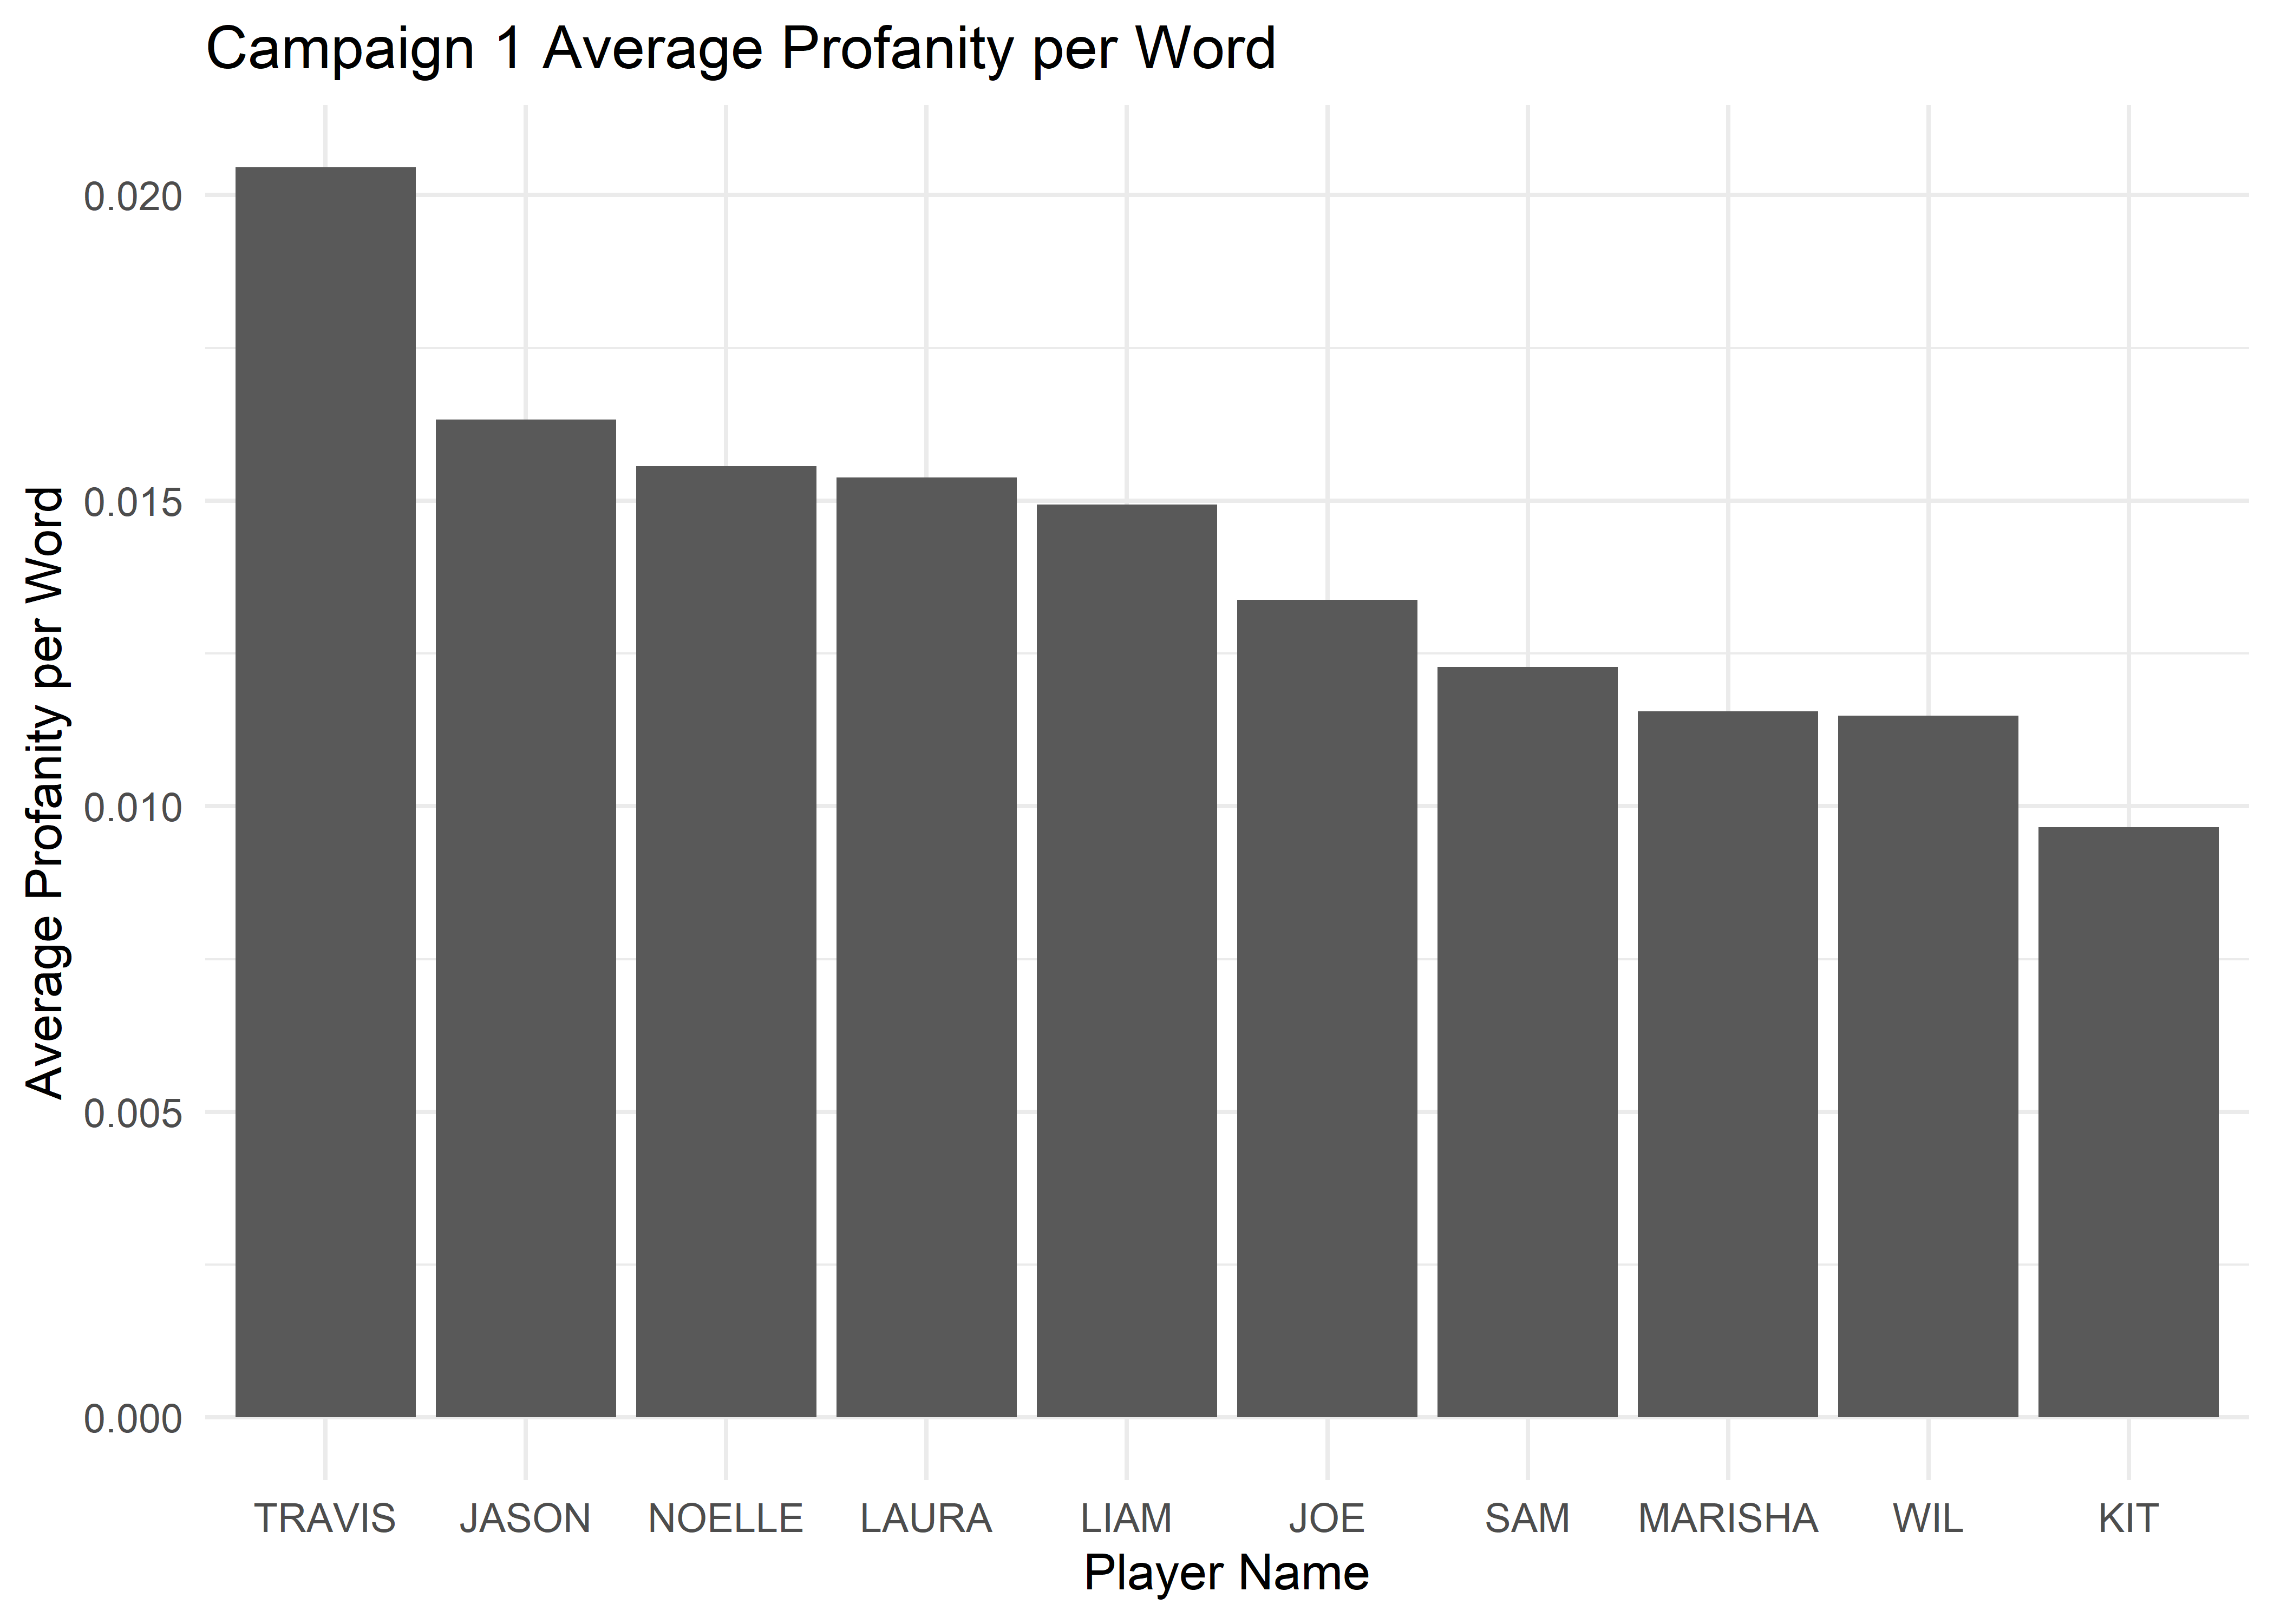 Campaign 1 Average Profanity per Word
Average Profanity per Word
0.020
0.015
0.010
0.005
0.000
TRAVIS JASON NOELLE LAURA LIAM JOE SAM MARISHA WIL KIT
Player Name